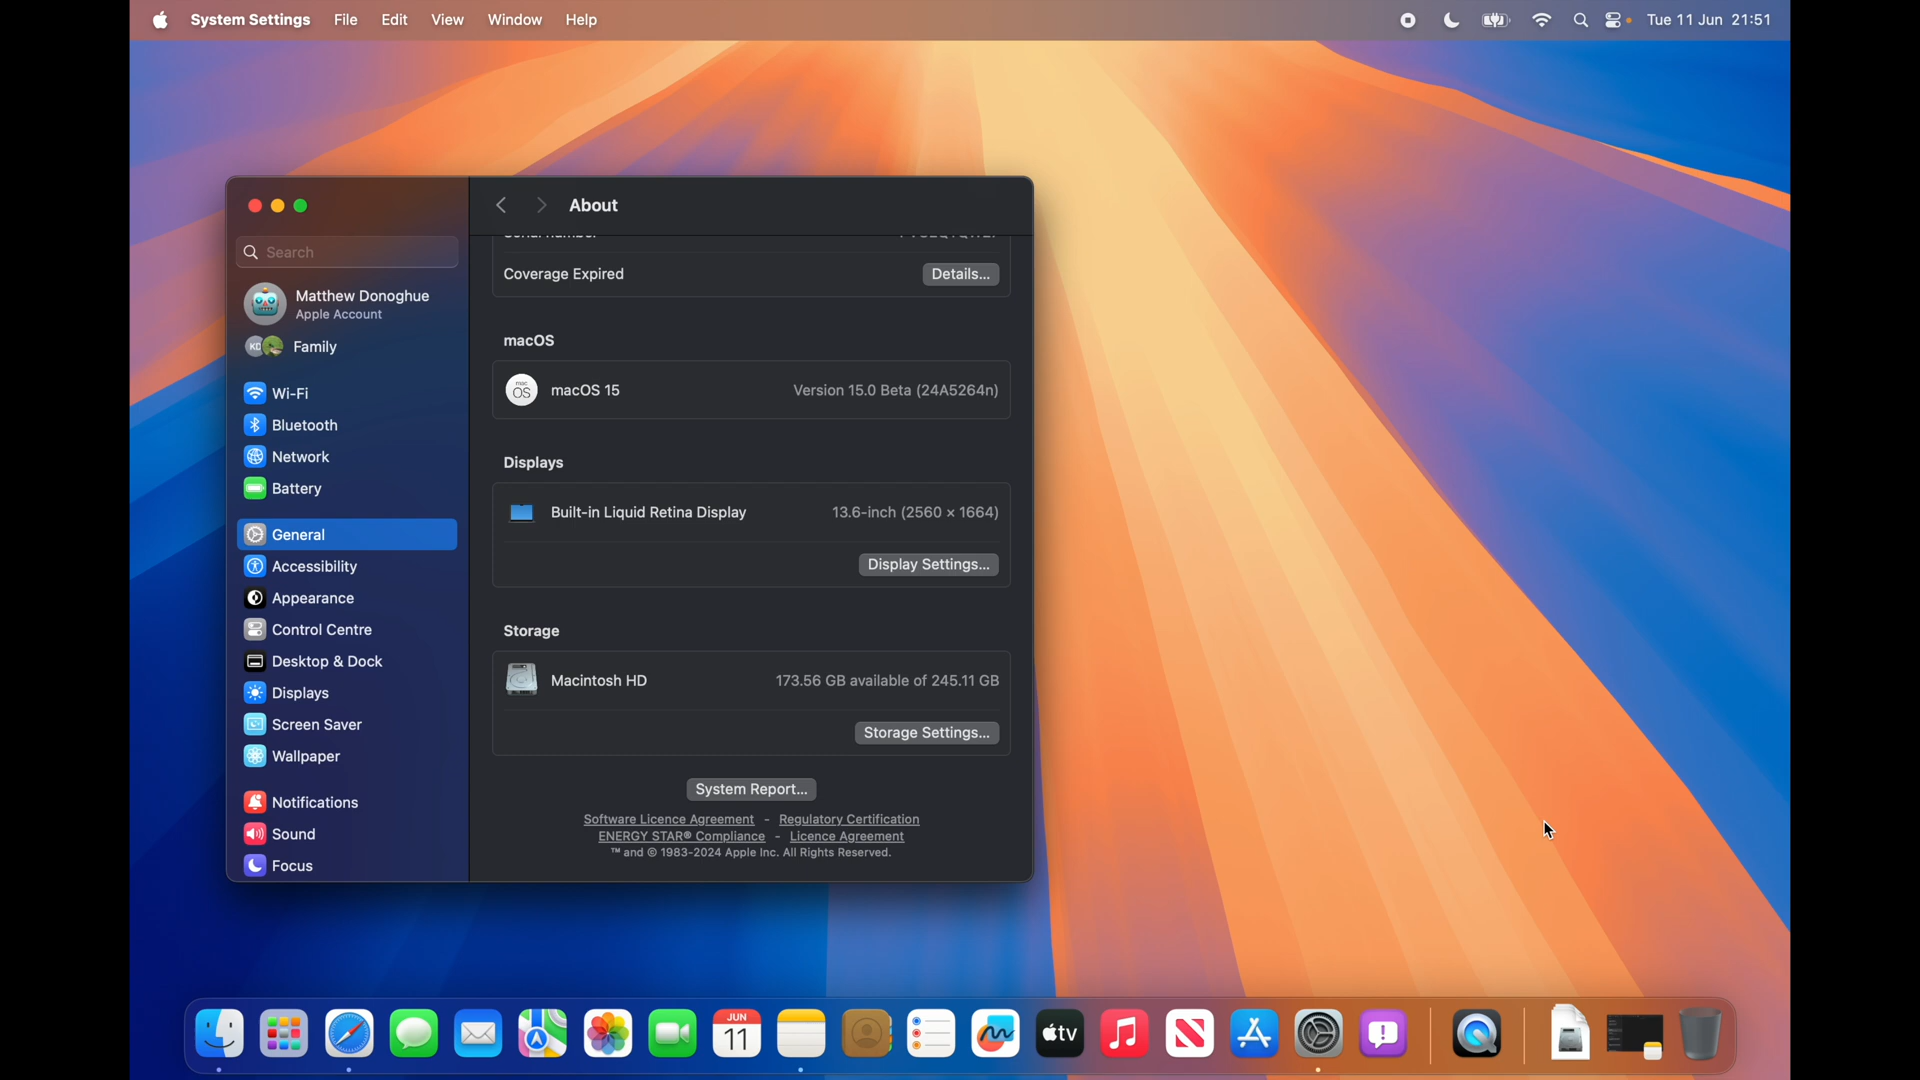 System Settings File Edit View Window Help
Tue 11 Jun 21:51
About
Search
Matthew Donoghue
Apple Account
KD
Family
Wi-Fi
Bluetooth
Network
Battery
General
Accessibility
Appearance
Control Centre
Desktop & Dock
Displays
Screen Saver
Wallpaper
Notifications
Sound
Focus
Coverage Expired Details...
macOS
mac
OS
macOS 15 Version 15.0 Beta (24A5264n)
Displays
Built-in Liquid Retina Display 13.6-inch (2560 × 1664)
Display Settings...
Storage
Macintosh HD 173.56 GB available of 245.11 GB
Storage Settings...
System Report...
Software Licence Agreement - Regulatory Certification
ENERGY STAR® Compliance - Licence Agreement
™ and © 1983-2024 Apple Inc. All Rights Reserved.
JUN
11
tv